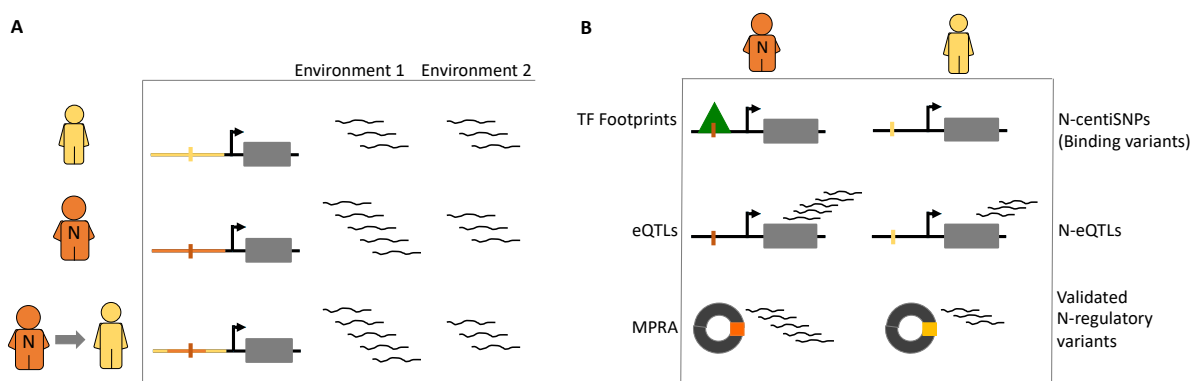 A
Environment 1 Environment 2
N
N
B
N
TF Footprints
N-centiSNPs
(Binding variants)
eQTLs
N-eQTLs
MPRA
Validated
N-regulatory
variants